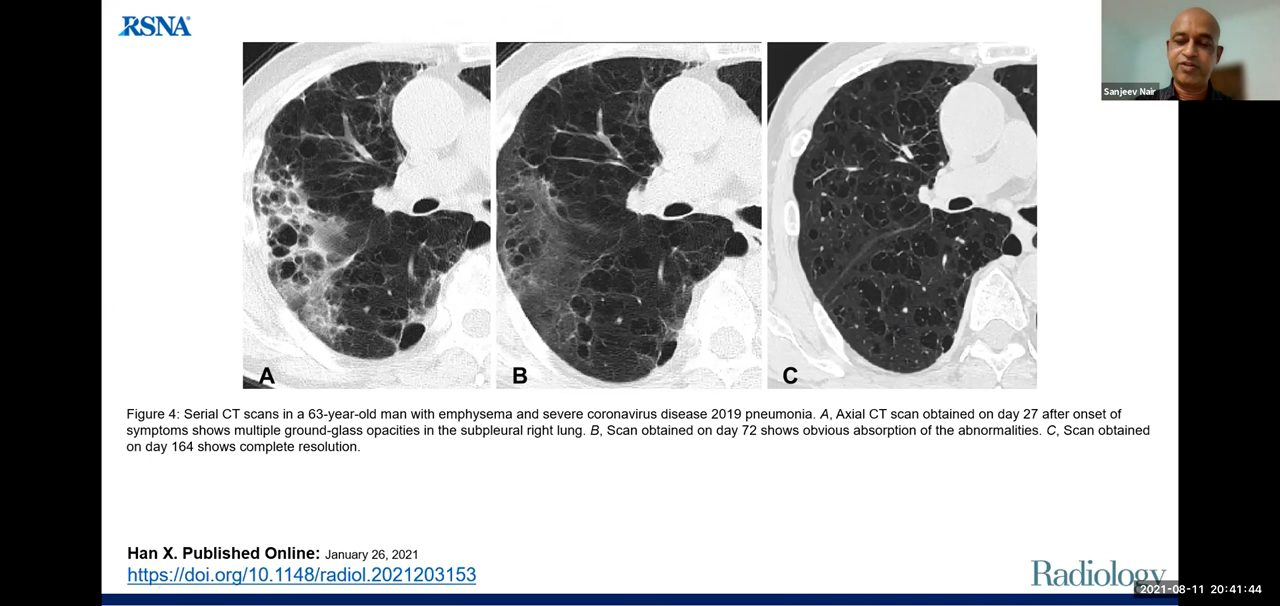 RSNA
Sanjeev Nair
A
B
C
Figure 4: Serial CT scans in a 63-year-old man with emphysema and severe coronavirus disease 2019 pneumonia. A, Axial CT scan obtained on day 27 after onset of
symptoms shows multiple ground-glass opacities in the subpleural right lung. B, Scan obtained on day 72 shows obvious absorption of the abnormalities. C, Scan obtained
on day 164 shows complete resolution.
Han X. Published Online: January 26, 2021
https://doi.org/10.1148/radiol.2021203153
Radiology
2021-08-11 20:41:44